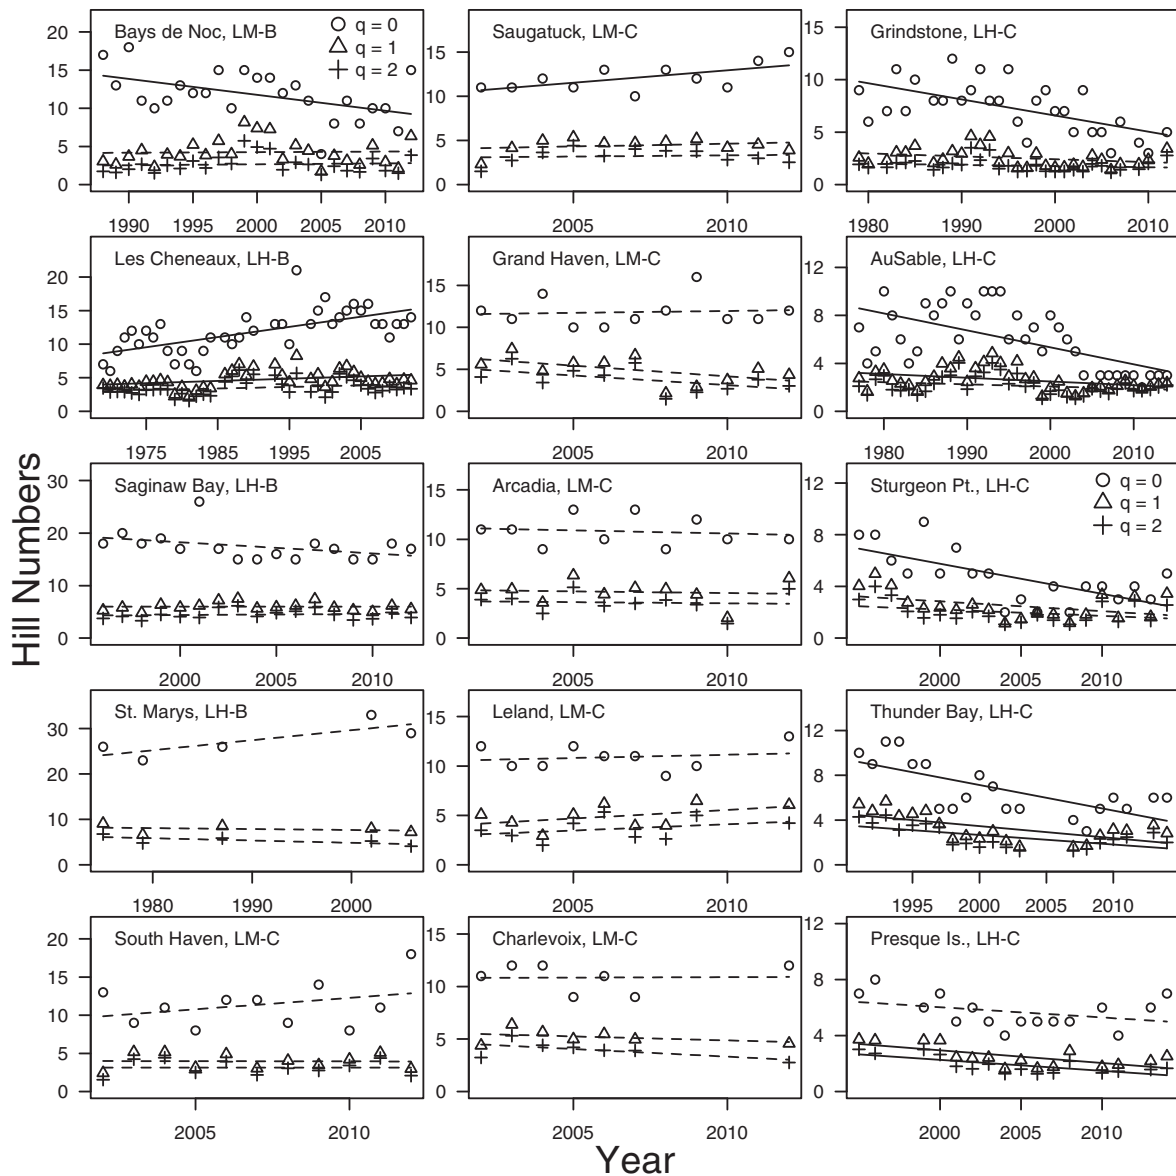 Hill Numbers
Bays de Noc, LM-B
q = 0
q = 1
q = 2
20
15
10
5
0
1990 1995 2000 2005 2010
Saugatuck, LM-C
15
10
5
0
2005 2010
Grindstone, LH-C
15
10
5
0
1980 1990 2000 2010
Les Cheneaux, LH-B
20
15
10
5
0
1975 1985 1995 2005
Grand Haven, LM-C
15
10
5
0
2005 2010
AuSable, LH-C
12
8
4
0
1980 1990 2000 2010
Saginaw Bay, LH-B
30
20
10
0
2000 2005 2010
Arcadia, LM-C
15
10
5
0
2005 2010
Sturgeon Pt., LH-C
q = 0
q = 1
q = 2
12
8
4
0
2000 2005 2010
St. Marys, LH-B
30
20
10
0
1980 1990 2000
Leland, LM-C
15
10
5
0
2005 2010
Thunder Bay, LH-C
12
8
4
0
1995 2000 2005 2010
South Haven, LM-C
20
15
10
5
0
2005 2010
Charlevoix, LM-C
15
10
5
0
2005 2010
Presque Is., LH-C
12
8
4
0
2000 2005 2010
Year